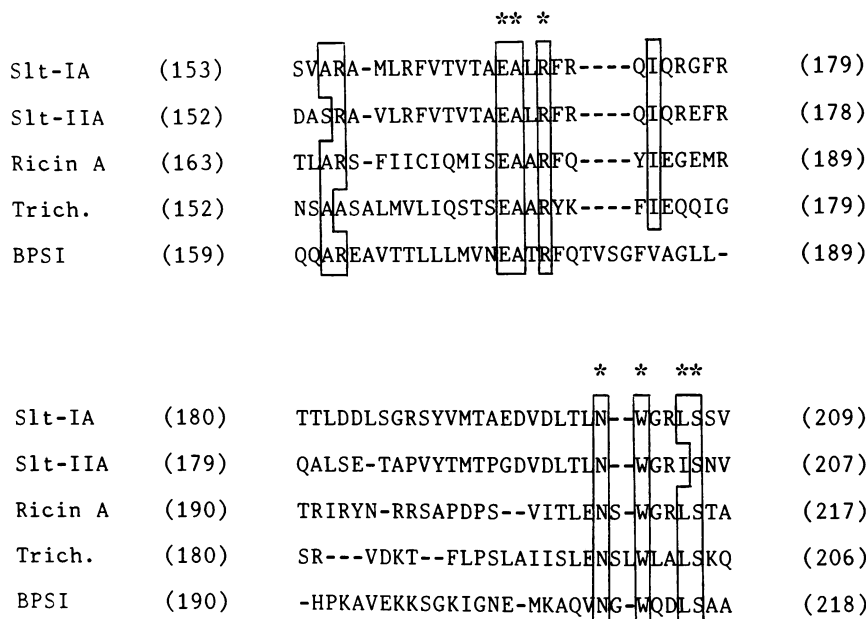 ** *
Slt-IA (153) SVARA-MLRFVTVTAEALRFR----QIQRGFR (179)
Slt-IIA (152) DASRA-VLRFVTVTAEALRFR----QIQREFR (178)
Ricin A (163) TLARS-FIICIQMISEAARFQ----YIEGEMR (189)
Trich. (152) NSAASALMVLIQSTSEAARYK----FIEQQIG (179)
BPSI (159) QQAREAVTTLLLMVNEATRFQTVSGFVAGLL- (189)
* * **
Slt-IA (180) TTLDDLSGRSYVMTAEDVDLTLN--WGRLSSV (209)
Slt-IIA (179) QALSE-TAPVYTMTPGDVDLTLN--WGRISNV (207)
Ricin A (190) TRIRYN-RRSAPDPS--VITLENS-WGRLSTA (217)
Trich. (180) SR---VDKT--FLPSLAIISLENSLWLALSKQ (206)
BPSI (190) -HPKAVEKKSGKIGNE-MKAQVNG-WQDLSAA (218)